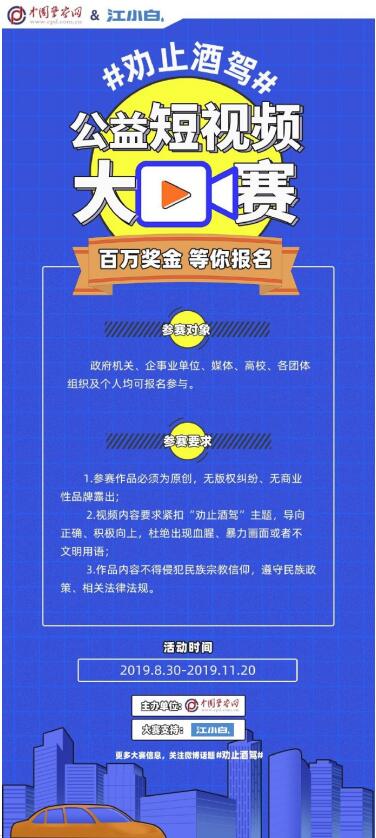 中国警察网 & 江小白
www.cpd.com.cn
#劝止酒驾#
公益短视频
大赛
百万奖金 等你报名
参赛对象
政府机关、企事业单位、媒体、高校、各团体
组织及个人均可报名参与。
参赛要求
1.参赛作品必须为原创，无版权纠纷、无商业
性品牌露出；
2.视频内容要求紧扣“劝止酒驾”主题，导向
正确、积极向上，杜绝出现血腥、暴力画面或者不
文明用语；
3.作品内容不得侵犯民族宗教信仰，遵守民族政
策、相关法律法规。
活动时间
2019.8.30-2019.11.20
主办单位: 中国警察网
大赛支持: 江小白
更多大赛信息，关注微博话题#劝止酒驾#